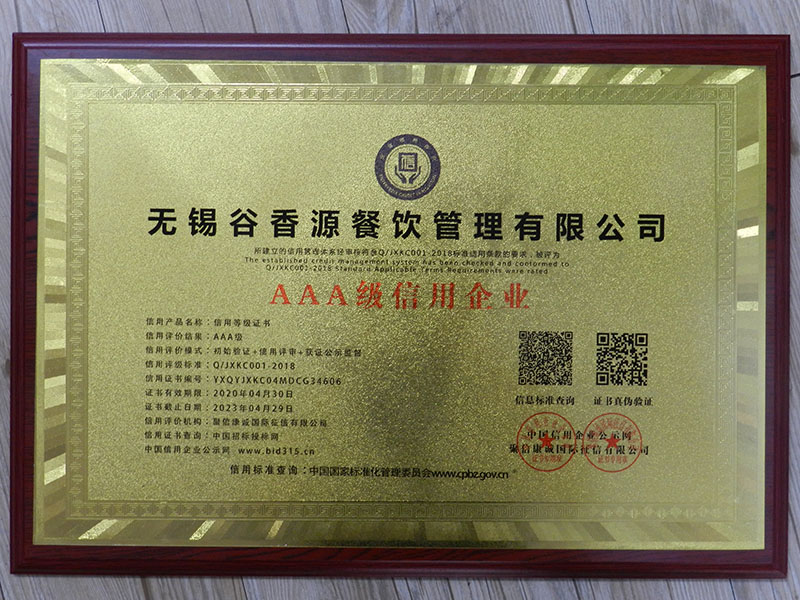 无锡谷香源餐饮管理有限公司
所建立的信用管理体系经审核符合Q/JXKC001-2018标准适用条款的要求，被评为
The established credit management system has been checked and conformed to
Q/JXKC001-2018 Standard Applicable Terms Requirements were rated
AAA级信用企业
信用产品名称：信用等级证书
信用评价结果：AAA级
信用评价模式：初始验证+信用评审+获证公示监督
信用评级标准：Q/JXKC001-2018
信用证书编号：YXQYJXKC04MDCG34606
证书有效期限：2020年04月30日
证书截止日期：2023年04月29日
信用评价机构：聚信康诚国际征信有限公司
信用证书查询：中国招标投标网
中国信用企业公示网 www.bid315.cn
信息标准查询
证书真伪验证
中国信用企业公示网
聚信康诚国际征信有限公司
信用标准查询：中国国家标准化管理委员会www.cpbz.gov.cn